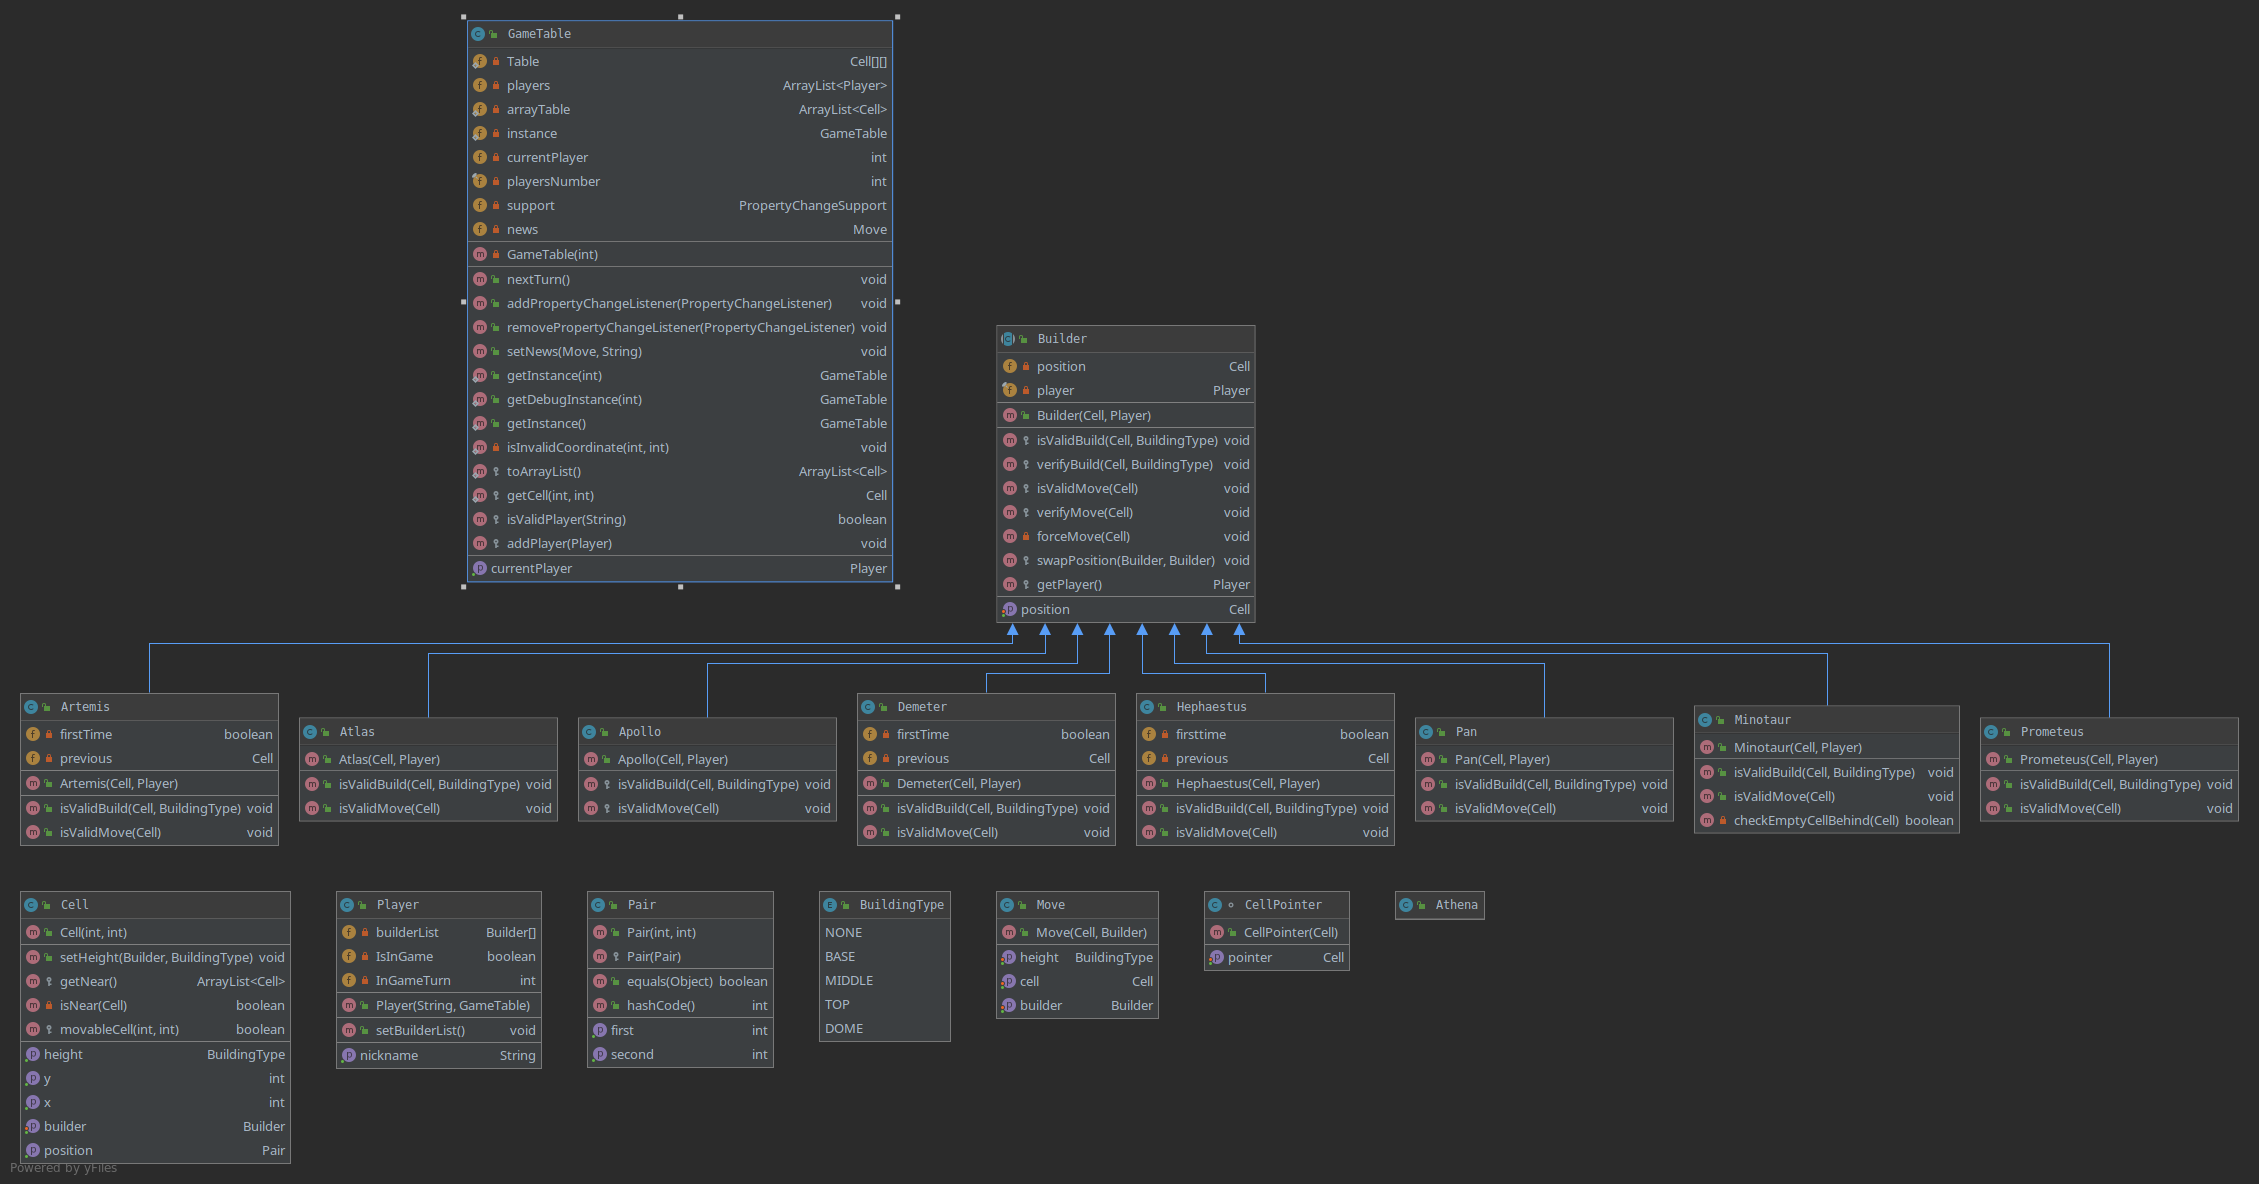 GameTable
Table Cell[][]
players ArrayList<Player>
arrayTable ArrayList<Cell>
instance GameTable
currentPlayer int
playersNumber int
support PropertyChangeSupport
news Move
GameTable(int)
nextTurn() void
addPropertyChangeListener(PropertyChangeListener) void
removePropertyChangeListener(PropertyChangeListener) void
setNews(Move, String) void
getInstance(int) GameTable
getDebugInstance(int) GameTable
getInstance() GameTable
isInvalidCoordinate(int, int) void
toArrayList() ArrayList<Cell>
getCell(int, int) Cell
isValidPlayer(String) boolean
addPlayer(Player) void
currentPlayer Player
Builder
position Cell
player Player
Builder(Cell, Player)
isValidBuild(Cell, BuildingType) void
verifyBuild(Cell, BuildingType) void
isValidMove(Cell) void
verifyMove(Cell) void
forceMove(Cell) void
swapPosition(Builder, Builder) void
getPlayer() Player
position Cell
Artemis
firstTime boolean
previous Cell
Artemis(Cell, Player)
isValidBuild(Cell, BuildingType) void
isValidMove(Cell) void
Atlas
Atlas(Cell, Player)
isValidBuild(Cell, BuildingType) void
isValidMove(Cell) void
Apollo
Apollo(Cell, Player)
isValidBuild(Cell, BuildingType) void
isValidMove(Cell) void
Demeter
firstTime boolean
previous Cell
Demeter(Cell, Player)
isValidBuild(Cell, BuildingType) void
isValidMove(Cell) void
Hephaestus
firsttime boolean
previous Cell
Hephaestus(Cell, Player)
isValidBuild(Cell, BuildingType) void
isValidMove(Cell) void
Pan
Pan(Cell, Player)
isValidBuild(Cell, BuildingType) void
isValidMove(Cell) void
Minotaur
Minotaur(Cell, Player)
isValidBuild(Cell, BuildingType) void
isValidMove(Cell) void
checkEmptyCellBehind(Cell) boolean
Prometeus
Prometeus(Cell, Player)
isValidBuild(Cell, BuildingType) void
isValidMove(Cell) void
Cell
Cell(int, int)
setHeight(Builder, BuildingType) void
getNear() ArrayList<Cell>
isNear(Cell) boolean
movableCell(int, int) boolean
height BuildingType
y int
x int
builder Builder
position Pair
Player
builderList Builder[]
IsInGame boolean
InGameTurn int
Player(String, GameTable)
setBuilderList() void
nickname String
Pair
Pair(int, int)
Pair(Pair)
equals(Object) boolean
hashCode() int
first int
second int
BuildingType
NONE
BASE
MIDDLE
TOP
DOME
Move
Move(Cell, Builder)
height BuildingType
cell Cell
builder Builder
CellPointer
CellPointer(Cell)
pointer Cell
Athena
Powered by yFiles